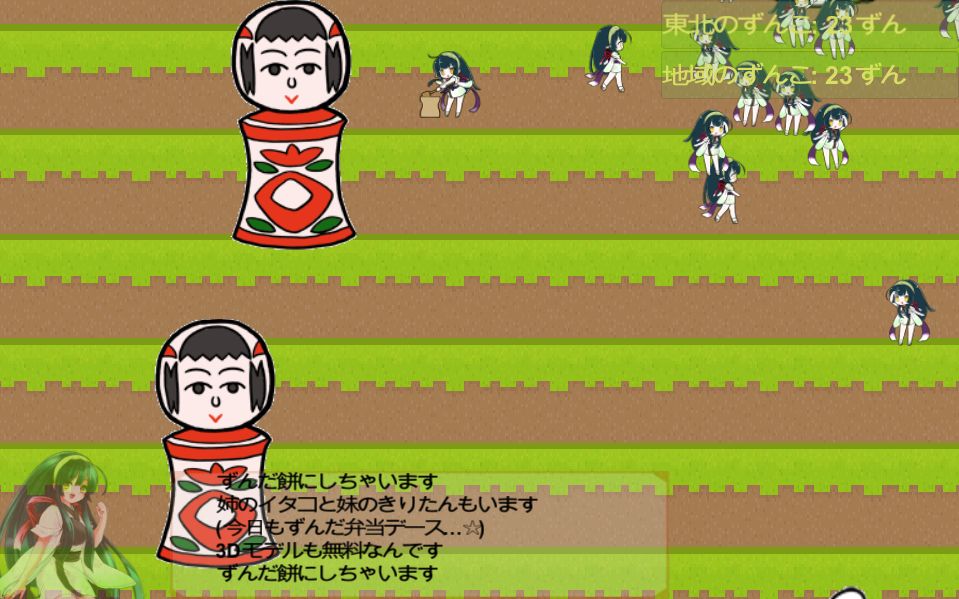 東北のずんこ: 23 ずん
地域のずんこ: 23 ずん
ずんだ餅にしちゃいます
姉のイタコと妹のきりたんもいます
( 今日もずんだ弁当デース…☆)
3D モデルも無料なんです
ずんだ餅にしちゃいます